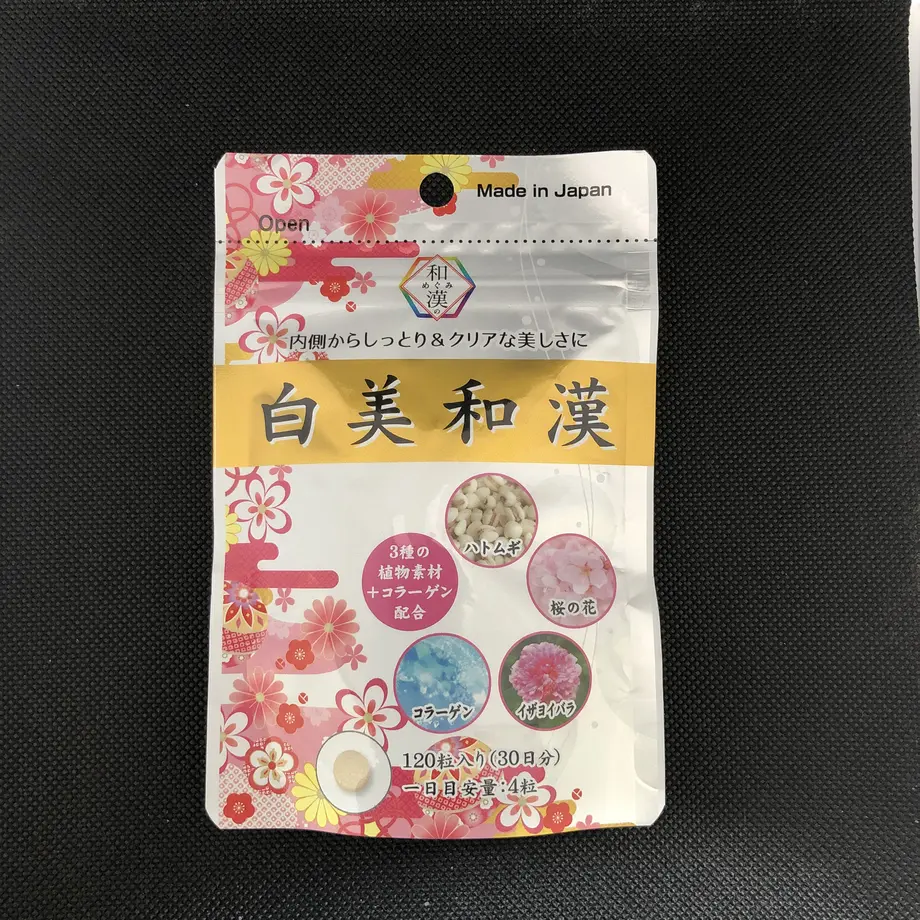 Made in Japan
Open
和
めぐみ
漢の
内側からしっとり＆クリアな美しさに
白美和漢
ハトムギ
3種の
植物素材
＋コラーゲン
配合
桜の花
コラーゲン
イザヨイバラ
120粒入り（30日分）
一日目安量：4粒